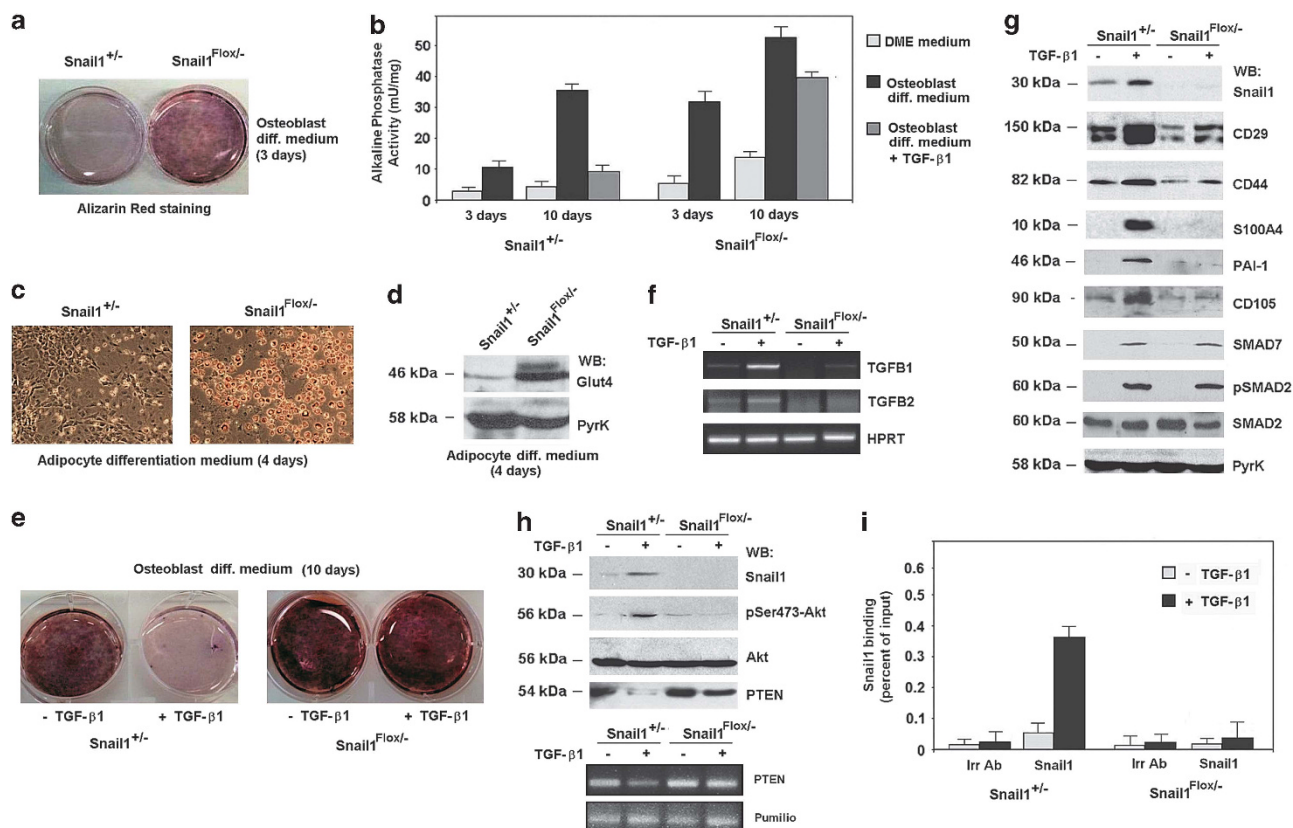 a
Snail1+/-
Snail1Flox/-
Osteoblast
diff. medium
(3 days)
Alizarin Red staining
b
Alkaline Phosphatase
Activity (mU/mg)
60
50
40
30
20
10
0
3 days
10 days
3 days
10 days
Snail1+/-
Snail1Flox/-
DME medium
Osteoblast
diff. medium
Osteoblast
diff. medium
+ TGF-β1
c
Snail1+/-
Snail1Flox/-
Adipocyte differentiation medium (4 days)
d
Snail1+/-
Snail1Flox/-
WB:
46 kDa –
Glut4
58 kDa –
PyrK
Adipocyte diff. medium
(4 days)
e
Osteoblast diff. medium (10 days)
- TGF-β1
+ TGF-β1
- TGF-β1
+ TGF-β1
Snail1+/-
Snail1Flox/-
f
Snail1+/-
Snail1Flox/-
TGF-β1
-
+
-
+
TGFB1
TGFB2
HPRT
g
Snail1+/-
Snail1Flox/-
TGF-β1
-
+
-
+
WB:
30 kDa –
Snail1
150 kDa –
CD29
82 kDa –
CD44
10 kDa –
S100A4
46 kDa –
PAI-1
90 kDa –
CD105
50 kDa –
SMAD7
60 kDa –
pSMAD2
60 kDa –
SMAD2
58 kDa –
PyrK
h
Snail1+/-
Snail1Flox/-
TGF-β1
-
+
-
+
WB:
30 kDa –
Snail1
56 kDa –
pSer473-Akt
56 kDa –
Akt
54 kDa –
PTEN
Snail1+/-
Snail1Flox/-
TGF-β1
-
+
-
+
PTEN
Pumilio
i
Snail1 binding
(percent of input)
0.6
0.5
0.4
0.3
0.2
0.1
0
- TGF-β1
+ TGF-β1
Irr Ab
Snail1
Irr Ab
Snail1
Snail1+/-
Snail1Flox/-